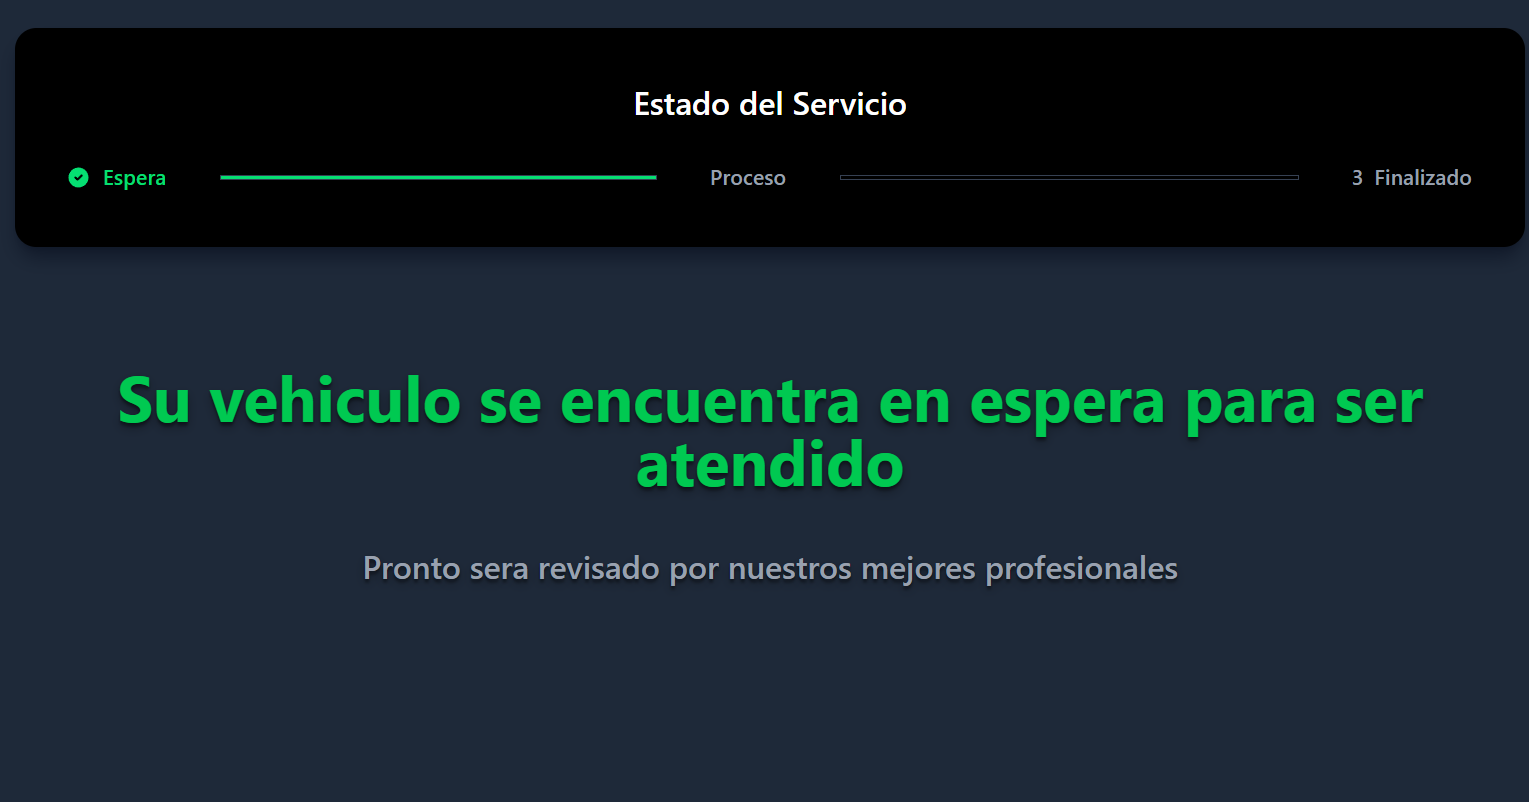 Estado del Servicio
Espera Proceso 3 Finalizado
Su vehiculo se encuentra en espera para ser
atendido
Pronto sera revisado por nuestros mejores profesionales